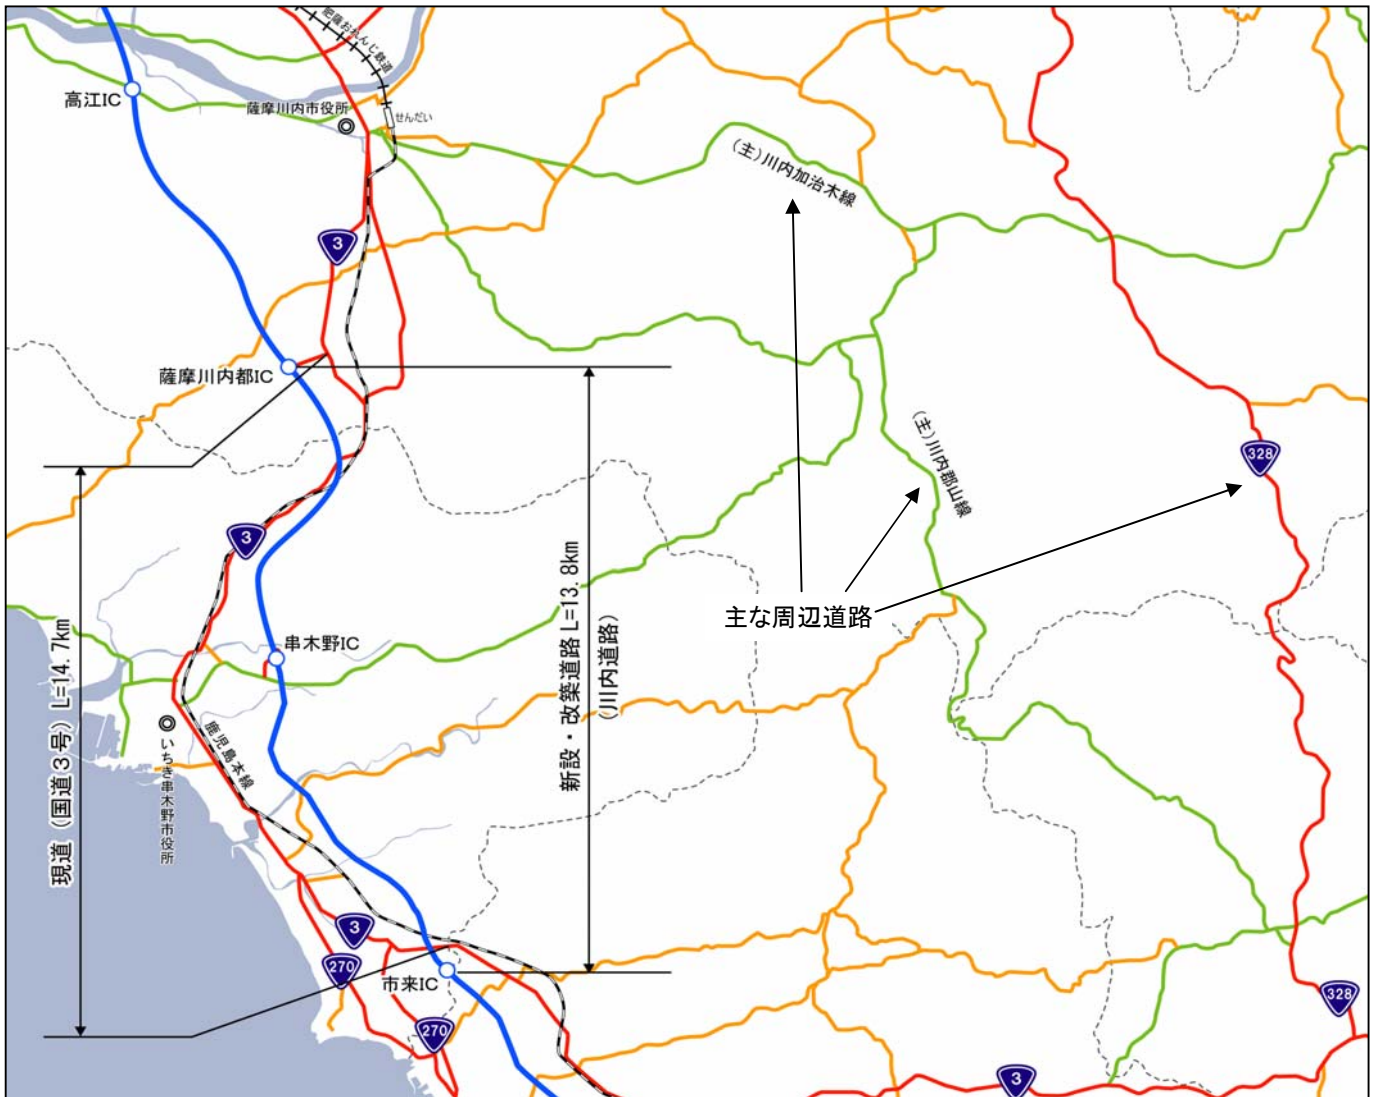 肥薩おれんじ鉄道
高江IC
薩摩川内市役所
せんだい
(主)川内加治木線
3
薩摩川内都IC
(主)川内郡山線
328
3
新設・改築道路 L=13.8km
(川内道路)
主な周辺道路
現道 (国道3号) L=14.7km
串木野IC
鹿児島本線
いちき串木野市役所
3
270
市来IC
328
270
3